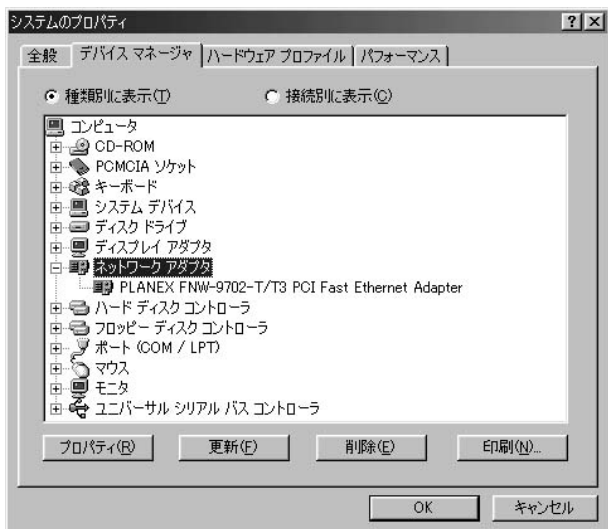 システムのプロパティ
全般 デバイス マネージャ ハードウェア プロファイル パフォーマンス
種類別に表示(T) 接続別に表示(C)
コンピュータ
CD-ROM
PCMCIA ソケット
キーボード
システム デバイス
ディスク ドライブ
ディスプレイ アダプタ
ネットワーク アダプタ
PLANEX FNW-9702-T/T3 PCI Fast Ethernet Adapter
ハード ディスク コントローラ
フロッピー ディスク コントローラ
ポート (COM / LPT)
マウス
モニタ
ユニバーサル シリアル バス コントローラ
プロパティ(R) 更新(F) 削除(E) 印刷(N)...
OK キャンセル